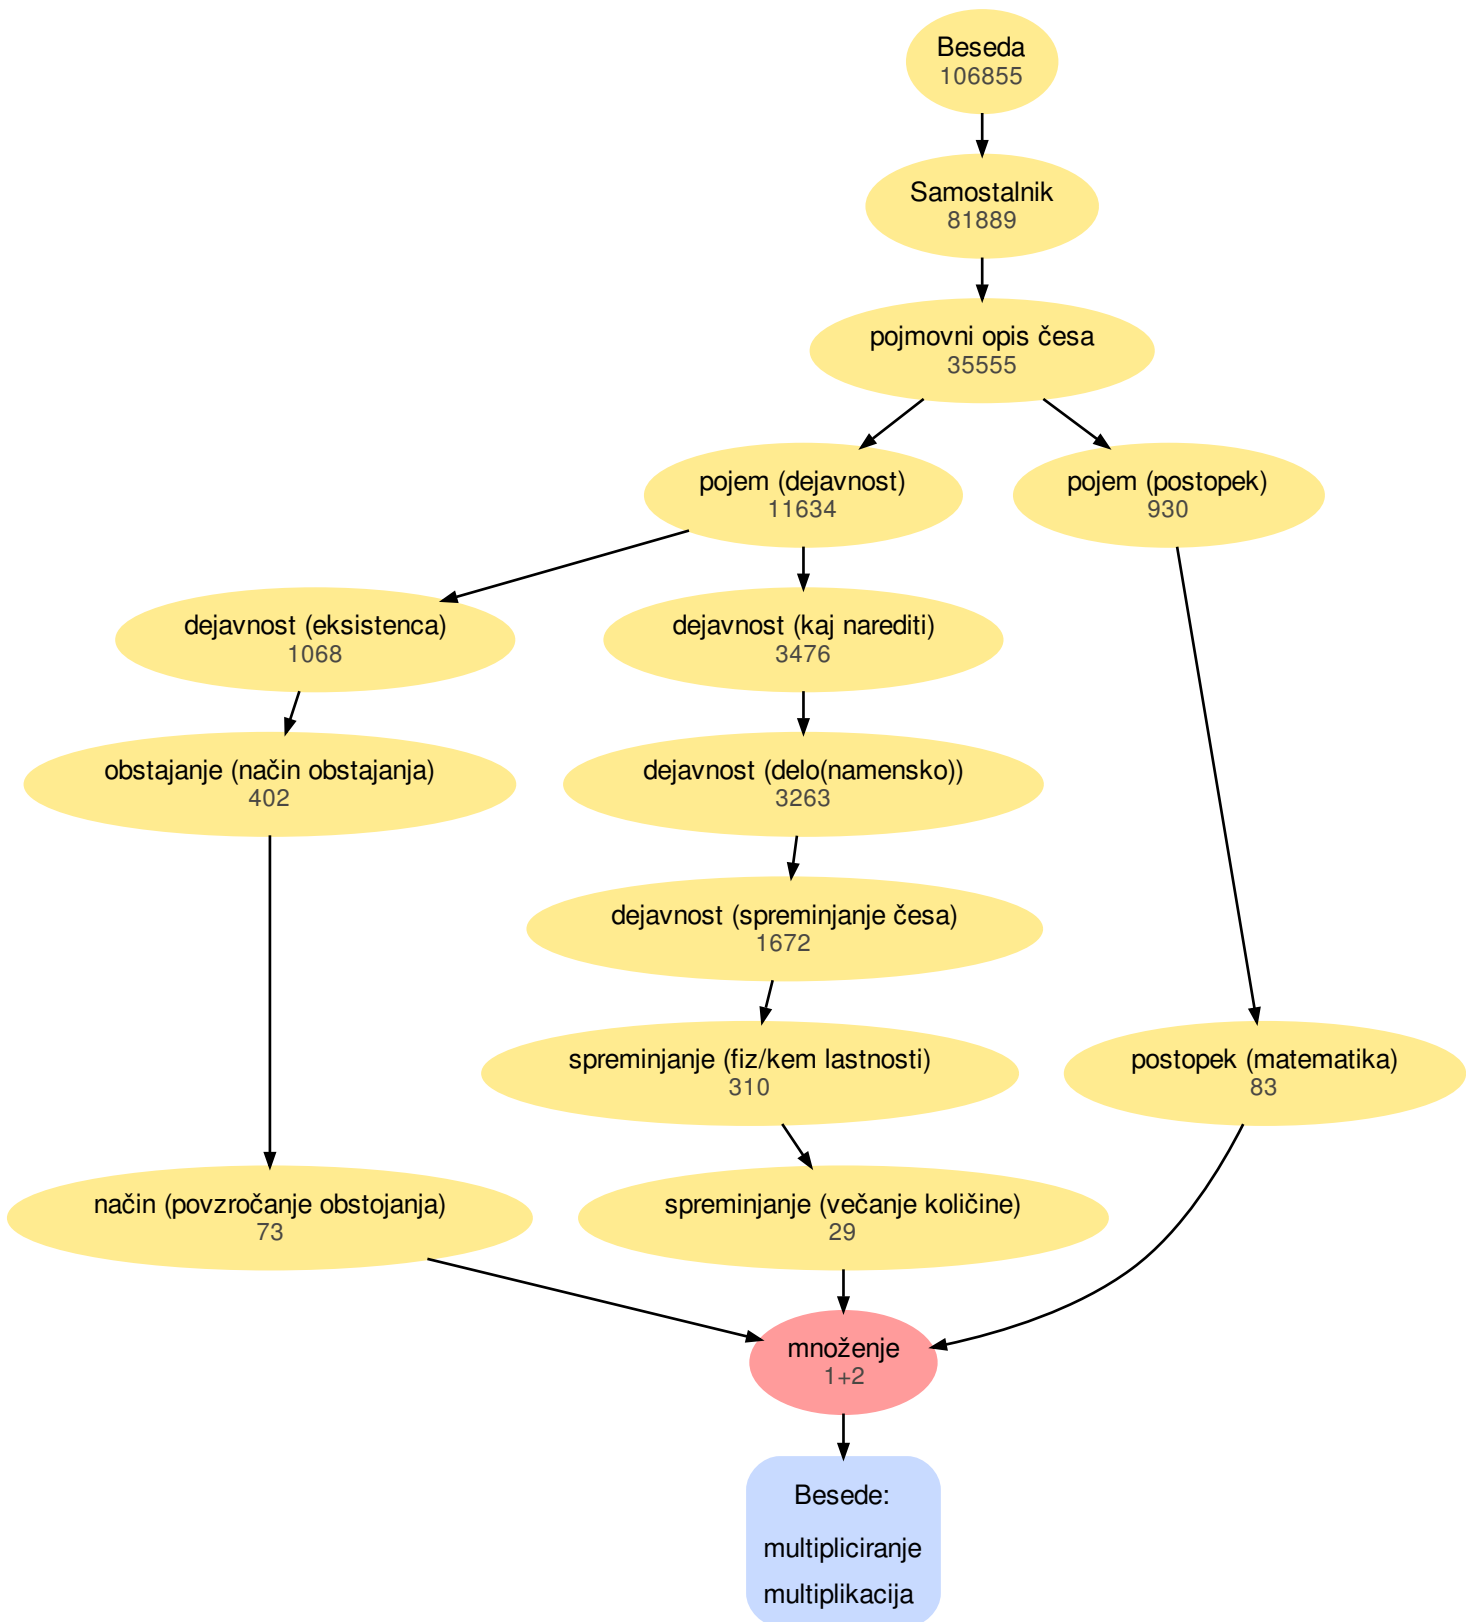 Beseda
106855
Samostalnik
81889
pojmovni opis česa
35555
pojem (dejavnost)
11634
pojem (postopek)
930
dejavnost (eksistenca)
1068
dejavnost (kaj narediti)
3476
obstajanje (način obstajanja)
402
dejavnost (delo(namensko))
3263
dejavnost (spreminjanje česa)
1672
spreminjanje (fiz/kem lastnosti)
310
postopek (matematika)
83
način (povzročanje obstojanja)
73
spreminjanje (večanje količine)
29
množenje
1+2
Besede:
multipliciranje
multiplikacija